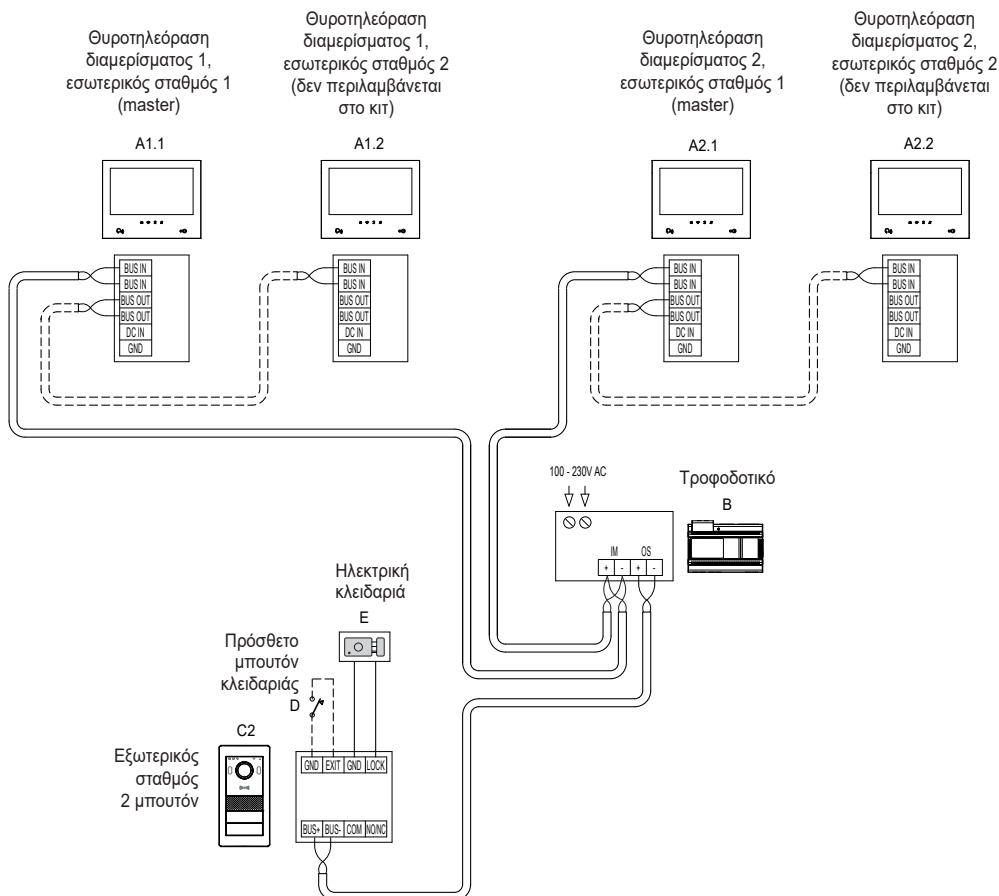 Θυροτηλεόραση
διαμερίσματος 1,
εσωτερικός σταθμός 1
(master)
A1.1
Θυροτηλεόραση
διαμερίσματος 1,
εσωτερικός σταθμός 2
(δεν περιλαμβάνεται
στο κιτ)
A1.2
Θυροτηλεόραση
διαμερίσματος 2,
εσωτερικός σταθμός 1
(master)
A2.1
Θυροτηλεόραση
διαμερίσματος 2,
εσωτερικός σταθμός 2
(δεν περιλαμβάνεται
στο κιτ)
A2.2
BUS IN
BUS IN
BUS OUT
BUS OUT
DC IN
GND
BUS IN
BUS IN
BUS OUT
BUS OUT
DC IN
GND
BUS IN
BUS IN
BUS OUT
BUS OUT
DC IN
GND
BUS IN
BUS IN
BUS OUT
BUS OUT
DC IN
GND
100 - 230V AC
Τροφοδοτικό
B
IM OS
+ - + -
Ηλεκτρική
κλειδαριά
E
Πρόσθετο
μπουτόν
κλειδαριάς
D
C2
Εξωτερικός
σταθμός
2 μπουτόν
GND EXIT GND LOCK
BUS+ BUS- COM NO/NC